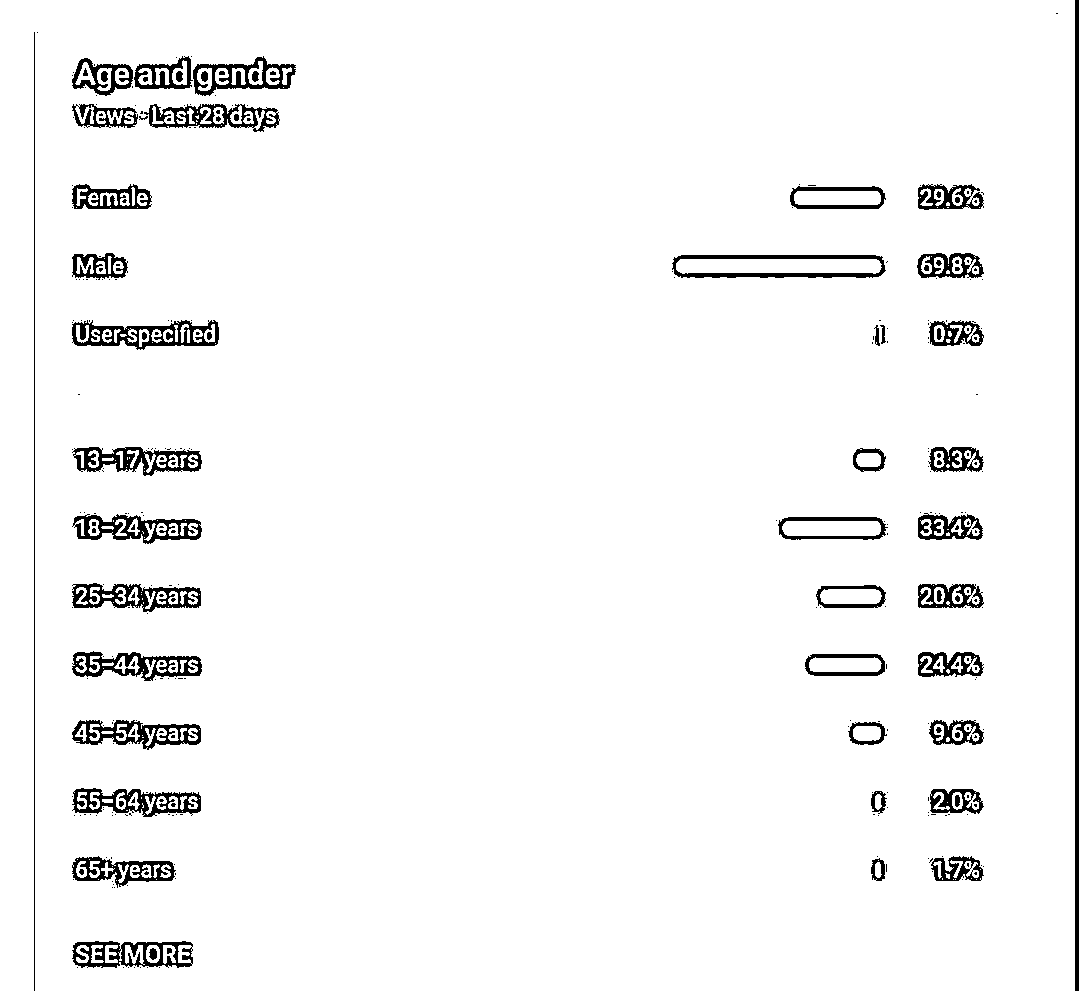 Age and gender
Views · Last 28 days
Female 29.6%
Male 69.8%
User-specified 0.7%
13–17 years 8.3%
18–24 years 33.4%
25–34 years 20.6%
35–44 years 24.4%
45–54 years 9.6%
55–64 years 2.0%
65+ years 1.7%
SEE MORE